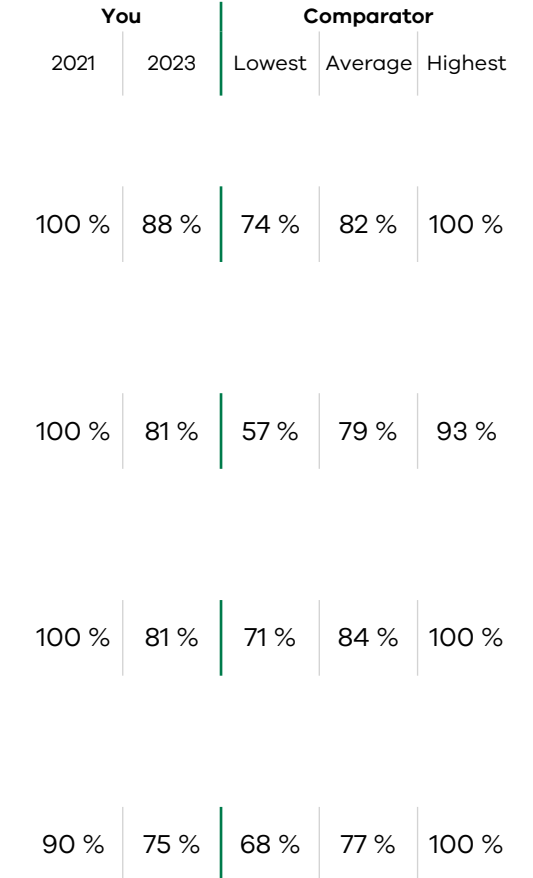 You Comparator
2021 2023 Lowest Average Highest
100 % 88 % 74 % 82 % 100 %
100 % 81 % 57 % 79 % 93 %
100 % 81 % 71 % 84 % 100 %
90 % 75 % 68 % 77 % 100 %